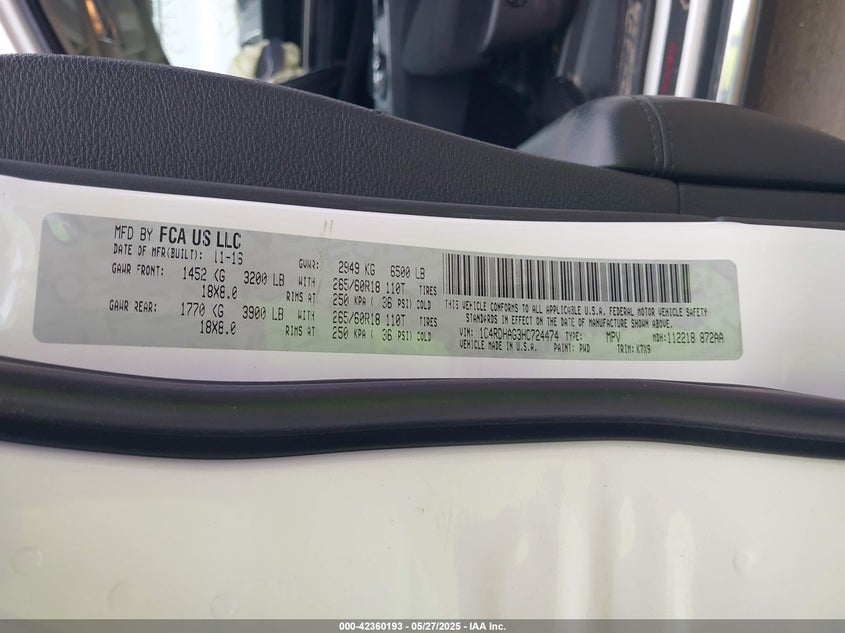 MFD BY FCA US LLC
DATE OF MFR(BUILT): 11-16 GVWR: 2949 KG 6500 LB
GAWR FRONT: 1452 KG 3200 LB WITH 265/60R18 110T TIRES
18X8.0 RIMS AT 250 KPA ( 36 PSI) COLD
GAWR REAR: 1770 KG 3900 LB WITH 265/60R18 110T TIRES
18X8.0 RIMS AT 250 KPA ( 36 PSI) COLD
THIS VEHICLE CONFORMS TO ALL APPLICABLE U.S.A. FEDERAL MOTOR VEHICLE SAFETY
STANDARDS IN EFFECT ON THE DATE OF MANUFACTURE SHOWN ABOVE.
VIN: 1C4RDHAG3HC724474 TYPE: MPV MDH: 112218 872AA
VEHICLE MADE IN U.S.A. PAINT: PWD TRIM: K7X9
000-42360193 - 05/27/2025 - IAA Inc.